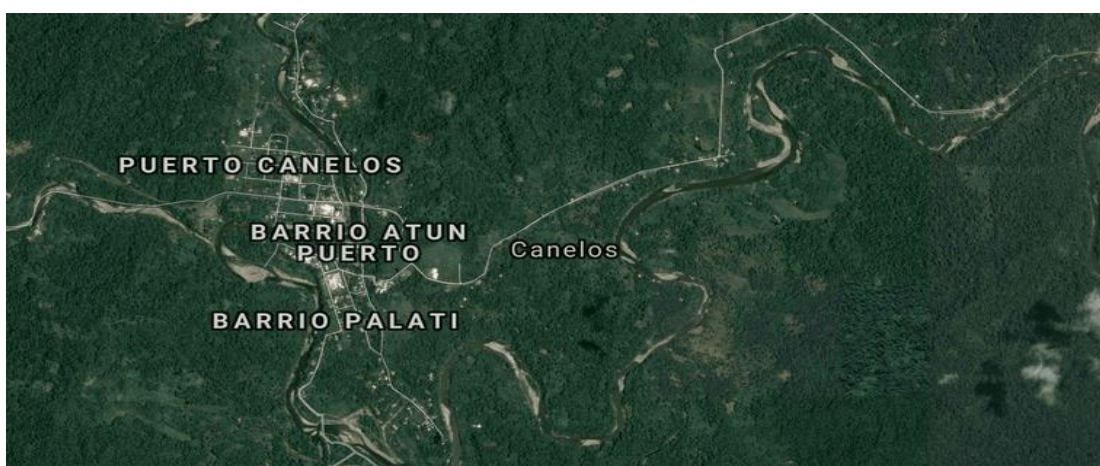 PUERTO CANELOS
BARRIO ATUN
PUERTO
Canelos
BARRIO PALATI